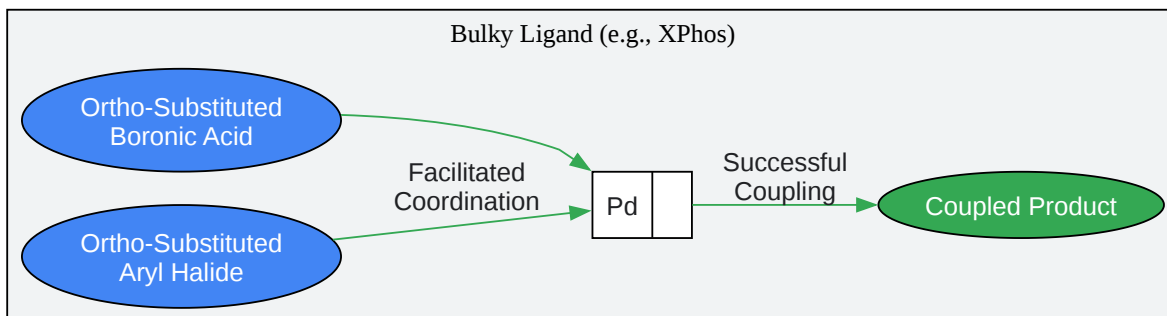 Bulky Ligand (e.g., XPhos)
Ortho-Substituted
Boronic Acid
Facilitated
Coordination
Ortho-Substituted
Aryl Halide
Pd
Successful
Coupling
Coupled Product